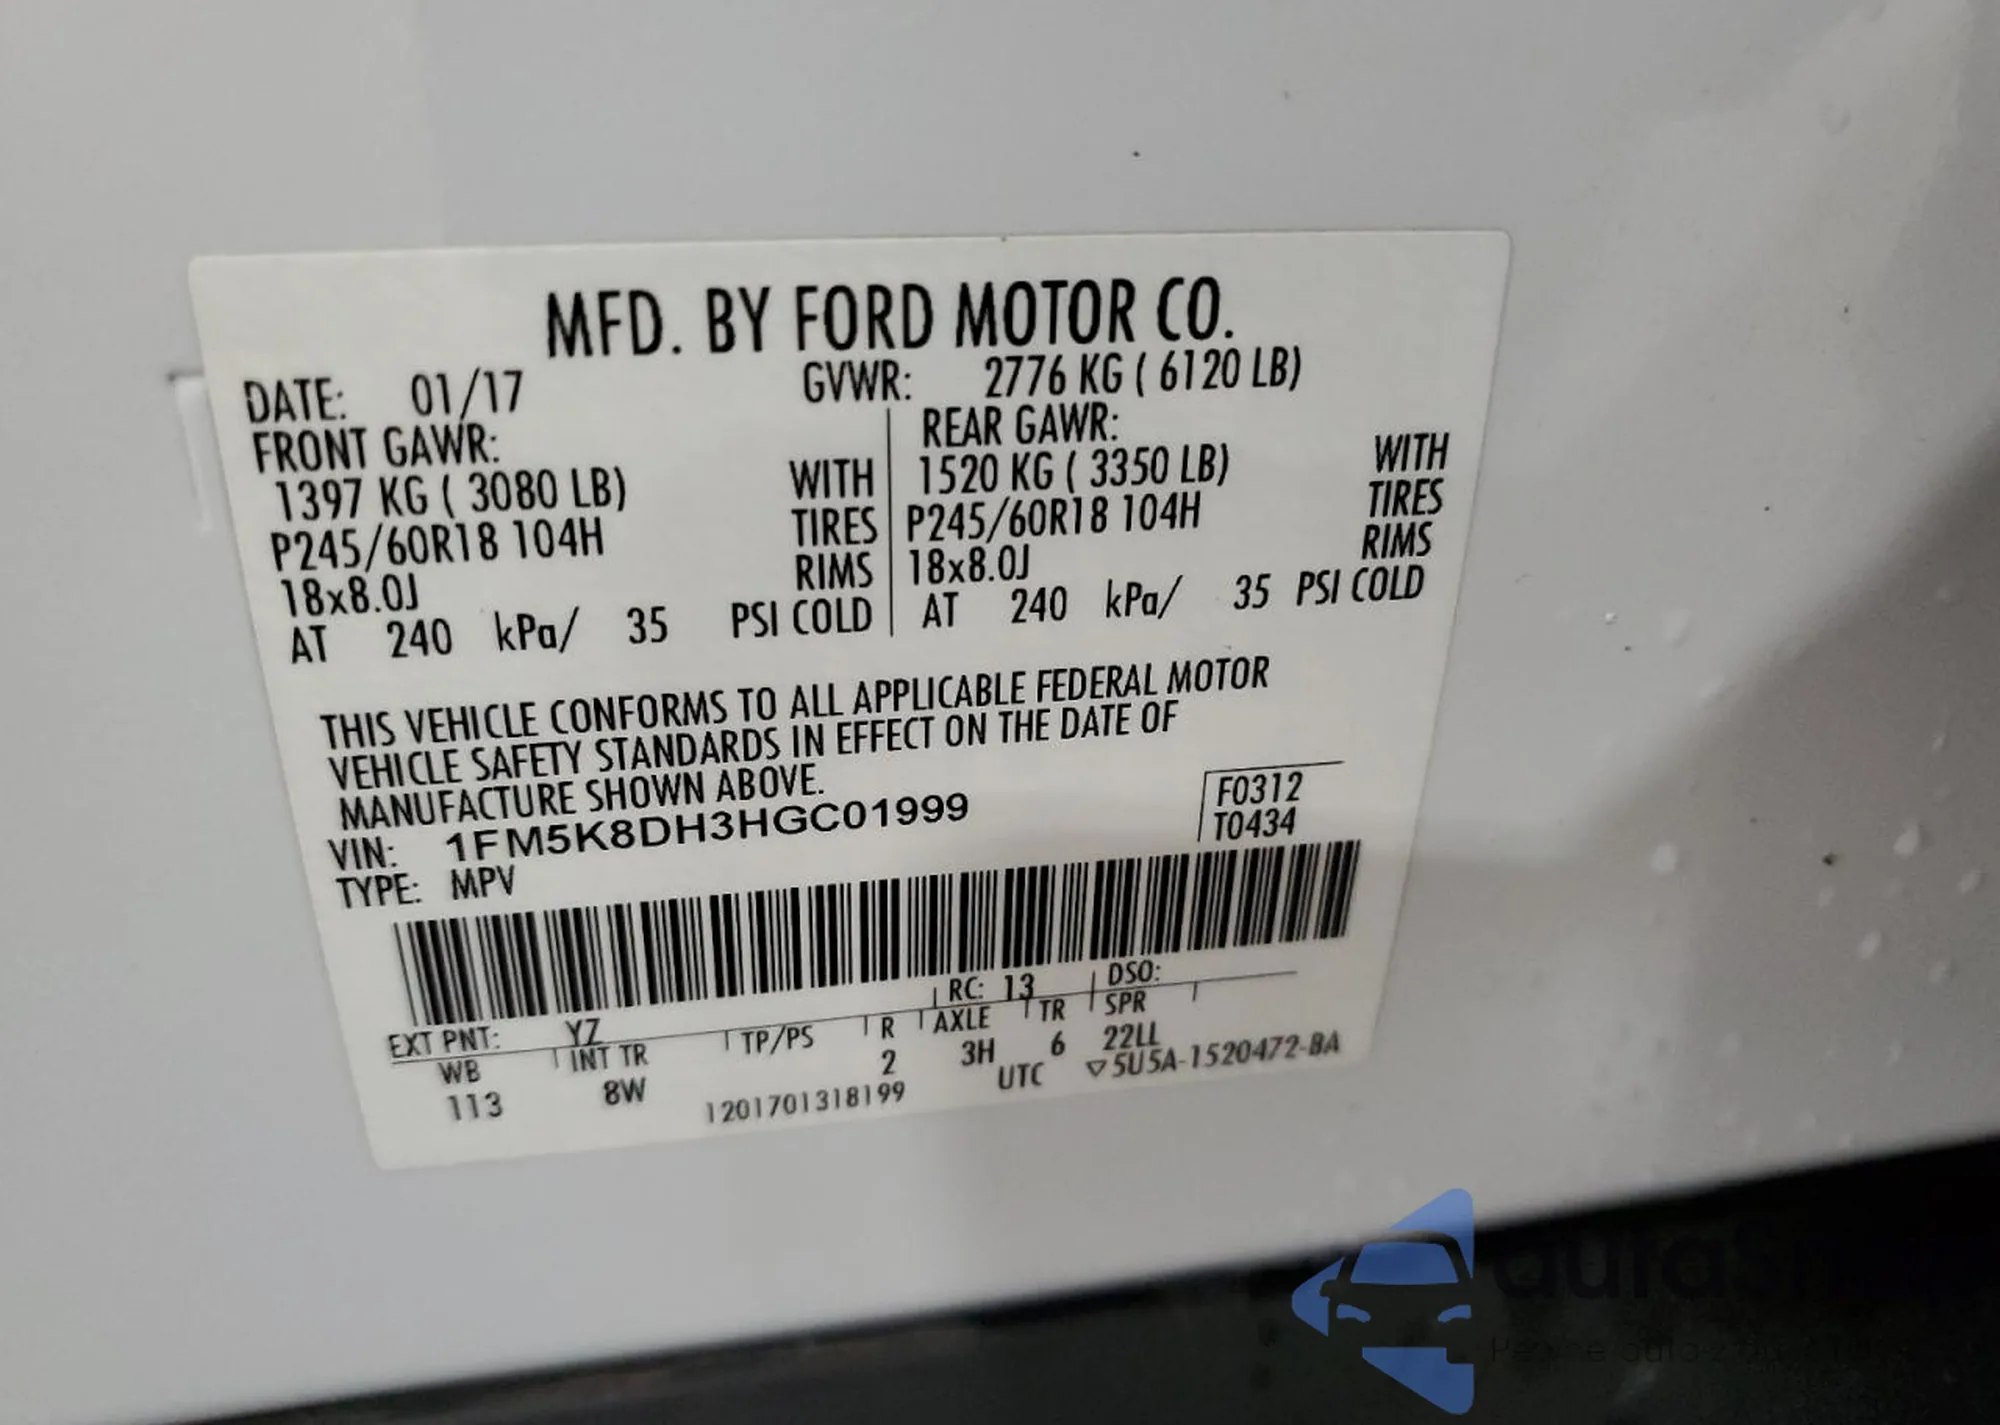 MFD. BY FORD MOTOR CO.
DATE: 01/17 GVWR: 2776 KG ( 6120 LB)
FRONT GAWR: REAR GAWR:
1397 KG ( 3080 LB) WITH 1520 KG ( 3350 LB) WITH
P245/60R18 104H TIRES P245/60R18 104H TIRES
18x8.0J RIMS 18x8.0J RIMS
AT 240 kPa/ 35 PSI COLD AT 240 kPa/ 35 PSI COLD
THIS VEHICLE CONFORMS TO ALL APPLICABLE FEDERAL MOTOR
VEHICLE SAFETY STANDARDS IN EFFECT ON THE DATE OF
MANUFACTURE SHOWN ABOVE.
VIN: 1FM5K8DH3HGC01999 F0312
TYPE: MPV T0434
EXT PNT: YZ RC: 13 DSO:
WB INT TR TP/PS R AXLE TR SPR
113 8W 2 3H 6 22LL
1201701318199 UTC ▽5U5A-1520472-BA